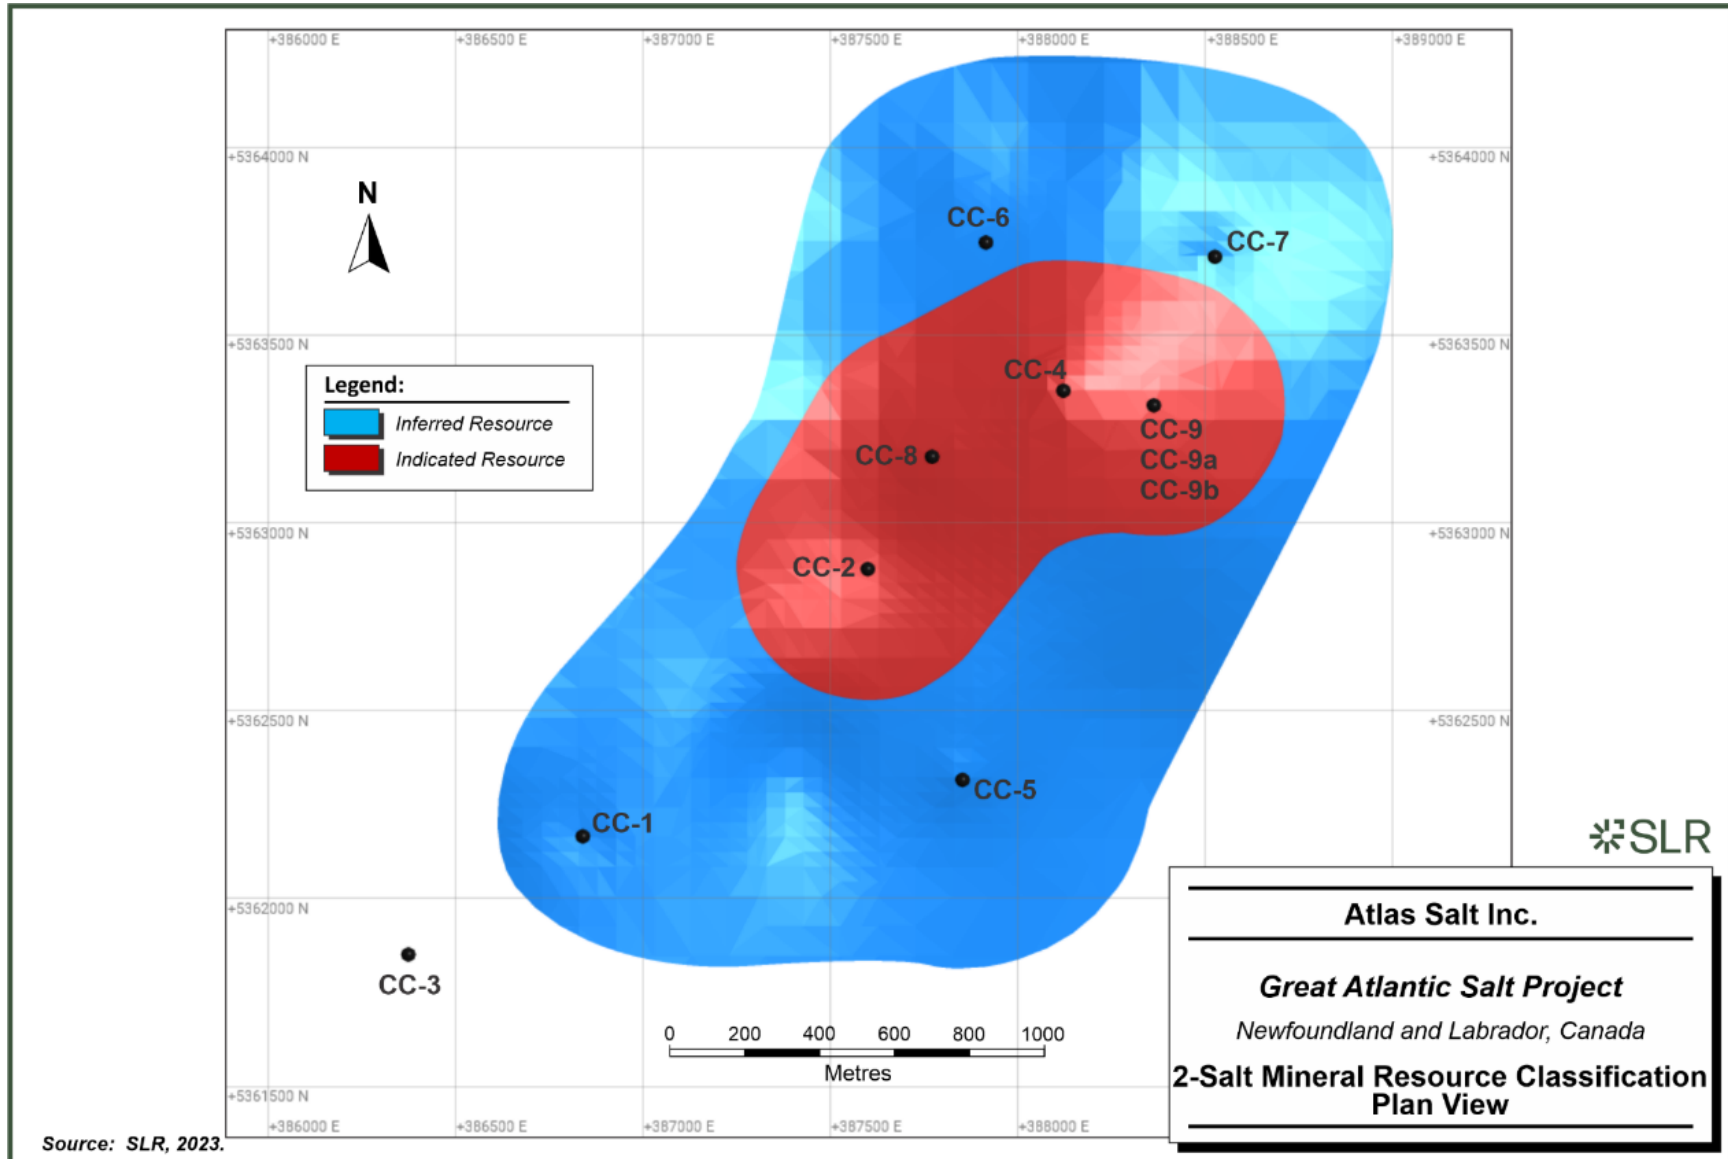 +386000 E +386500 E +387000 E +387500 E +388000 E +388500 E +389000 E
+5364000 N +5364000 N
N
CC-6
CC-7
+5363500 N +5363500 N
CC-4
Legend:
Inferred Resource
Indicated Resource
CC-9
CC-9a
CC-9b
CC-8
+5363000 N +5363000 N
CC-2
+5362500 N +5362500 N
CC-5
CC-1
SLR
+5362000 N
CC-3
0 200 400 600 800 1000
Metres
Atlas Salt Inc.
Great Atlantic Salt Project
Newfoundland and Labrador, Canada
2-Salt Mineral Resource Classification
Plan View
+5361500 N
+386000 E +386500 E +387000 E +387500 E +388000 E
Source: SLR, 2023.